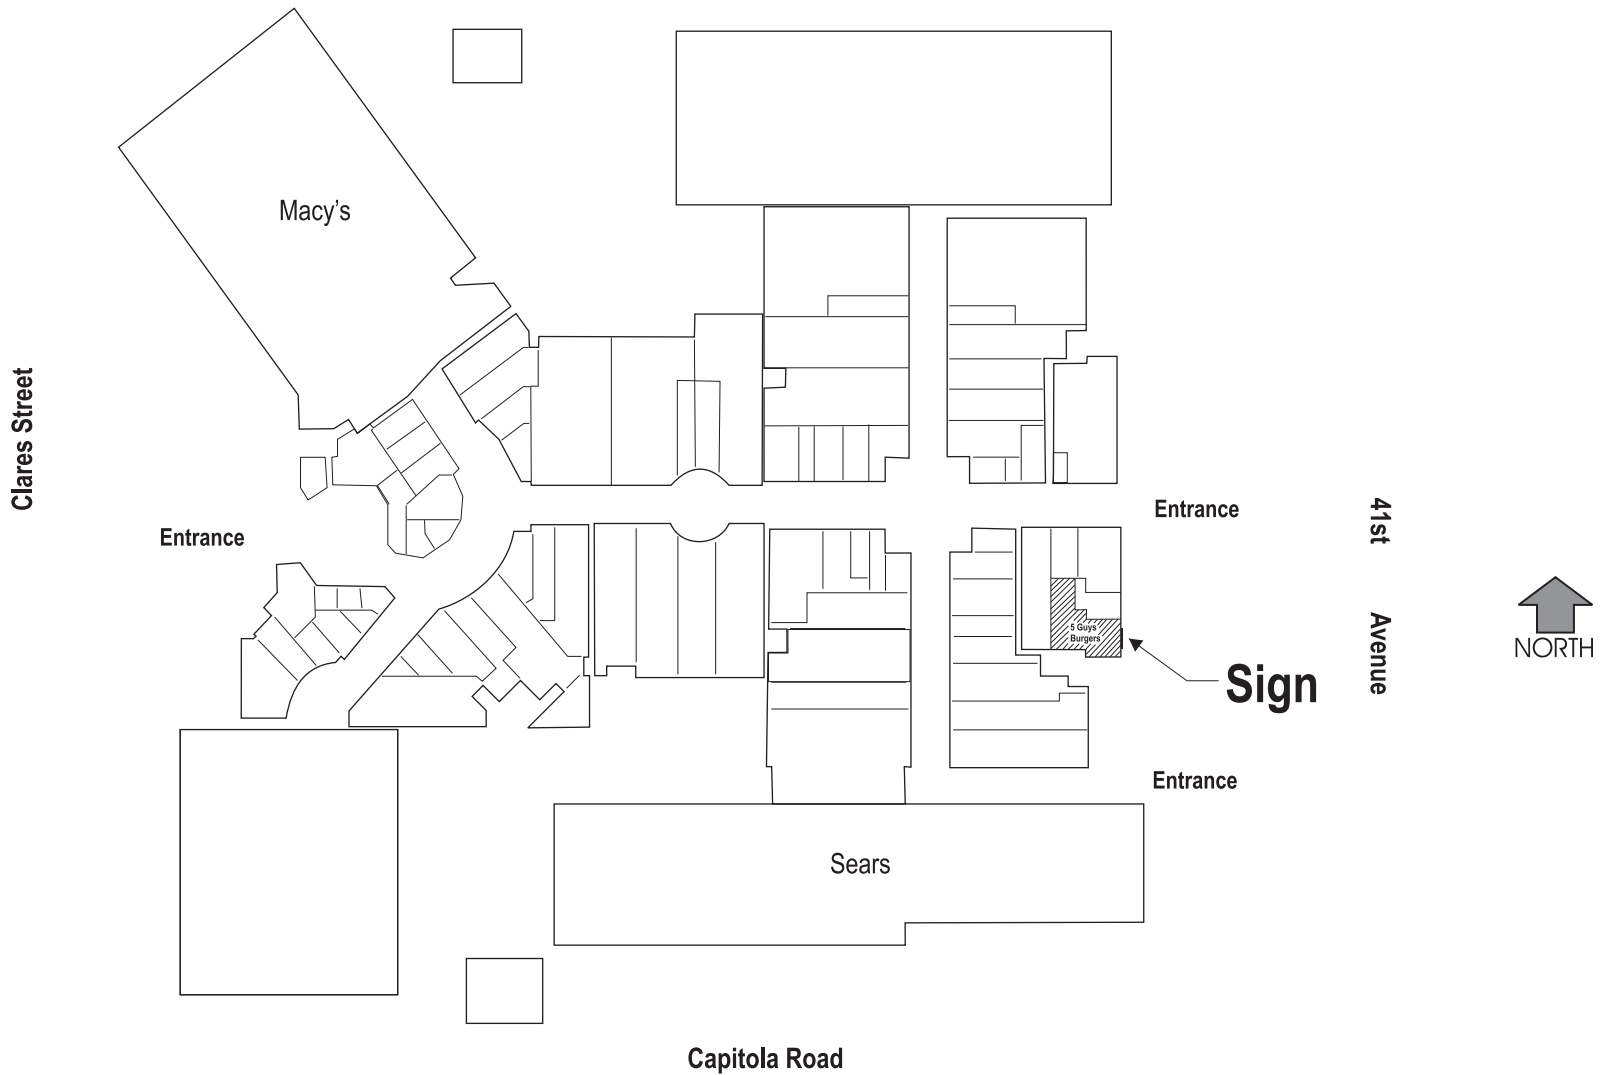 Macy's
Clares Street
Entrance
Entrance
41st Avenue
5 Guys
Burgers
Sign
NORTH
Entrance
Sears
Capitola Road